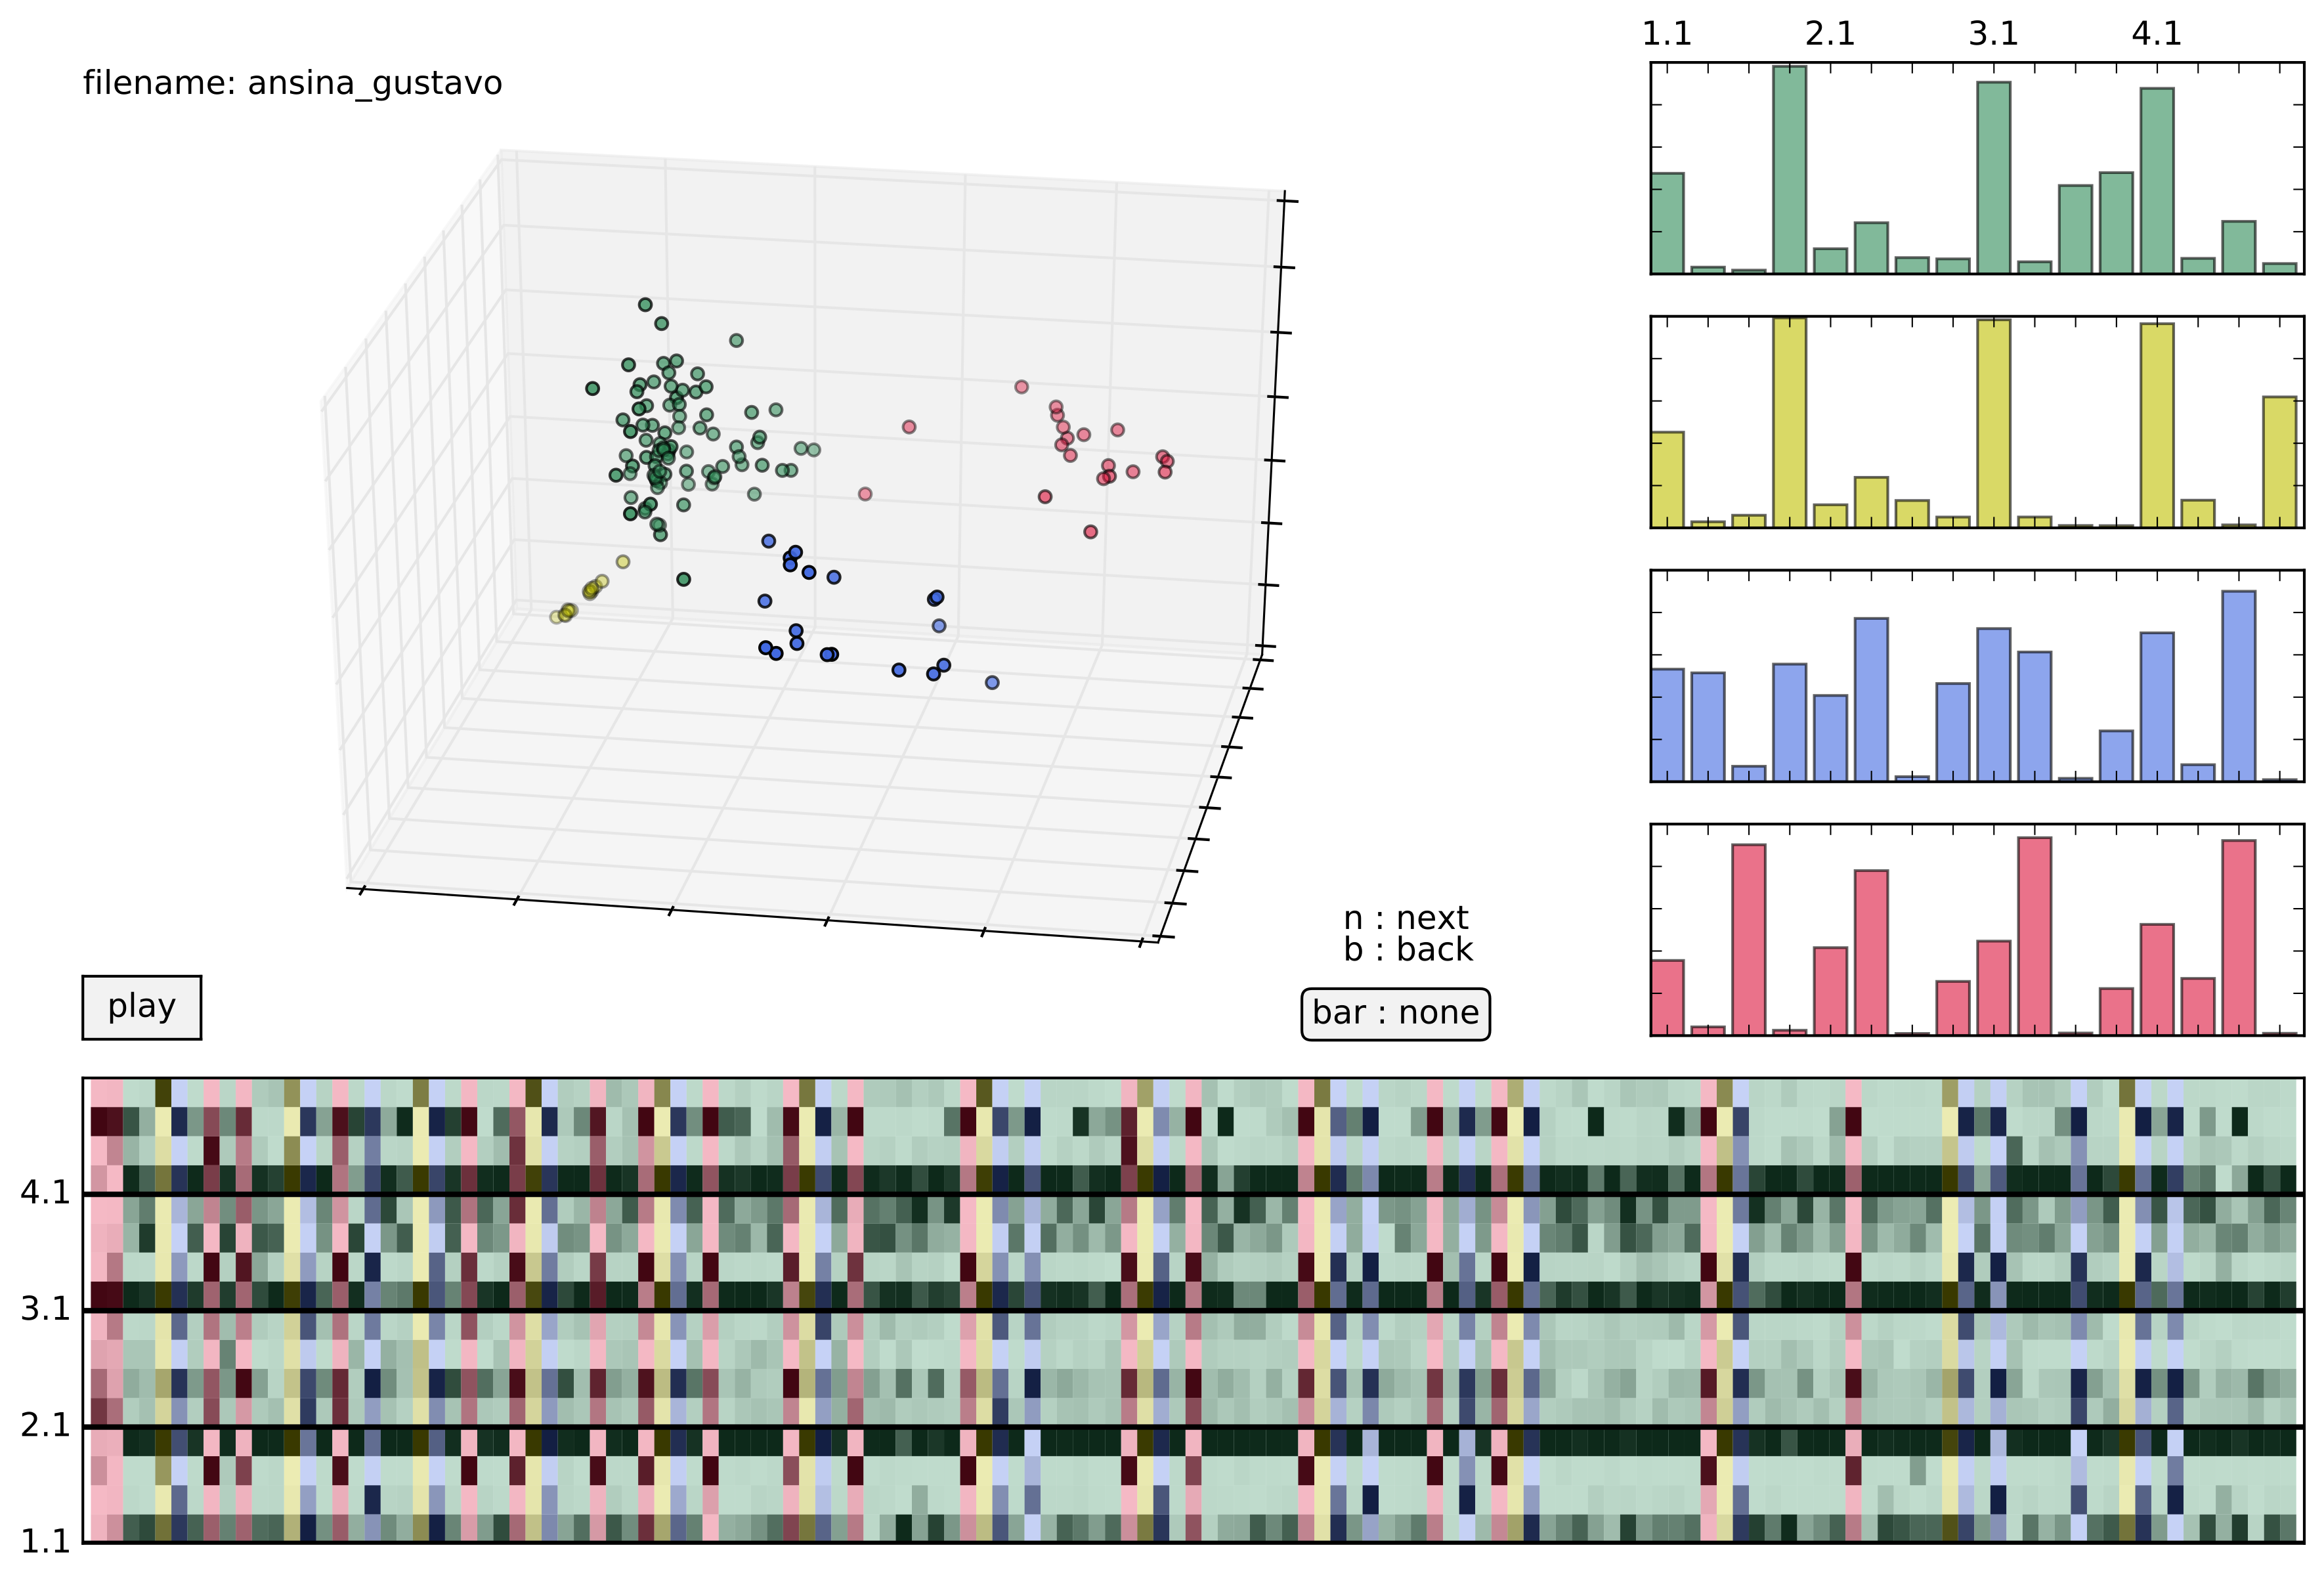 1.1 2.1 3.1 4.1
filename: ansina_gustavo
n : next
b : back
play
bar : none
4.1
3.1
2.1
1.1